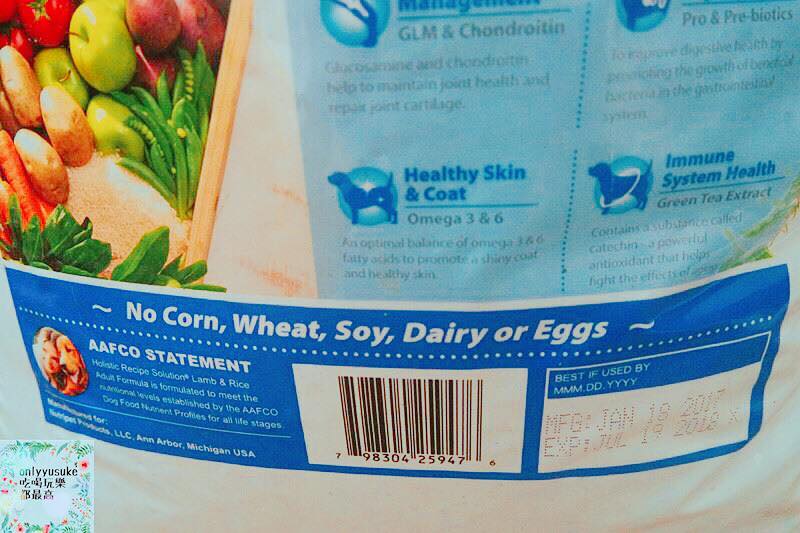 Management
GLM & Chondroitin
Glucosamine and chondroitin
help to maintain joint health and
repair joint cartilage.
Pro & Pre-biotics
To improve digestive health by
promoting the growth of benefical
bacteria in the gastrointestinal
system.
Healthy Skin
& Coat
Omega 3 & 6
An optimal balance of omega 3 & 6
fatty acids to promote a shiny coat
and healthy skin.
Immune
System Health
Green Tea Extract
Contains a substance called
catechin - a powerful
antioxidant that helps
fight the effects of
~ No Corn, Wheat, Soy, Dairy or Eggs ~
AAFCO STATEMENT
Holistic Recipe Solution® Lamb & Rice
Adult Formula is formulated to meet the
nutritional levels established by the AAFCO
Dog Food Nutrient Profiles for all life stages.
Manufactured for:
Nutripet Products, LLC, Ann Arbor, Michigan USA
7 98304 25947 6
BEST IF USED BY
MMM.DD.YYYY
MFG: JAN 18 2017
EXP: JUL 2018
onlyyusuke
吃喝玩樂
都最高